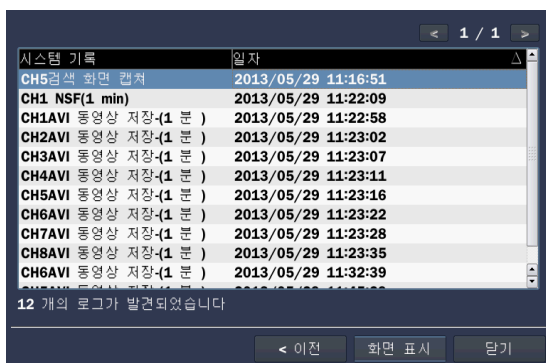 < 1 / 1 >
시스템 기록 일자 △
CH5검색 화면 캡쳐 2013/05/29 11:16:51
CH1 NSF(1 min) 2013/05/29 11:22:09
CH1AVI 동영상 저장-(1 분 ) 2013/05/29 11:22:58
CH2AVI 동영상 저장-(1 분 ) 2013/05/29 11:23:02
CH3AVI 동영상 저장-(1 분 ) 2013/05/29 11:23:07
CH4AVI 동영상 저장-(1 분 ) 2013/05/29 11:23:11
CH5AVI 동영상 저장-(1 분 ) 2013/05/29 11:23:16
CH6AVI 동영상 저장-(1 분 ) 2013/05/29 11:23:22
CH7AVI 동영상 저장-(1 분 ) 2013/05/29 11:23:28
CH8AVI 동영상 저장-(1 분 ) 2013/05/29 11:23:35
CH6AVI 동영상 저장-(1 분 ) 2013/05/29 11:32:39
12 개의 로그가 발견되었습니다
< 이전 화면 표시 닫기